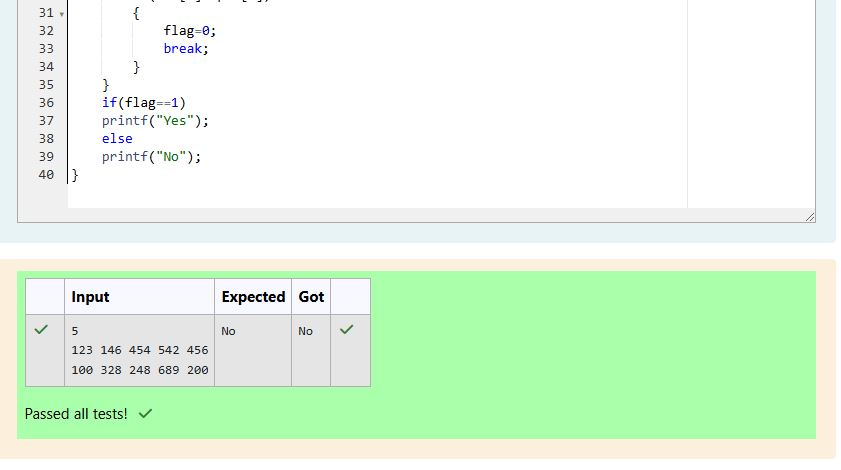 31 {
32 flag=0;
33 break;
34 }
35 }
36 if(flag==1)
37 printf("Yes");
38 else
39 printf("No");
40 }
Input Expected Got
5 No No
123 146 454 542 456
100 328 248 689 200
Passed all tests!